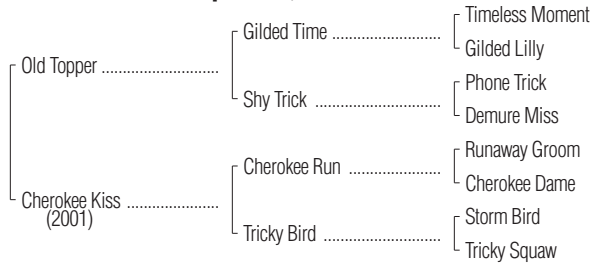 Timeless Moment
Gilded Time ........................
Gilded Lilly
Old Topper ..........................
Phone Trick
Shy Trick ............................
Demure Miss
Runaway Groom
Cherokee Run ....................
Cherokee Dame
Cherokee Kiss ....................
(2001)
Storm Bird
Tricky Bird ..........................
Tricky Squaw